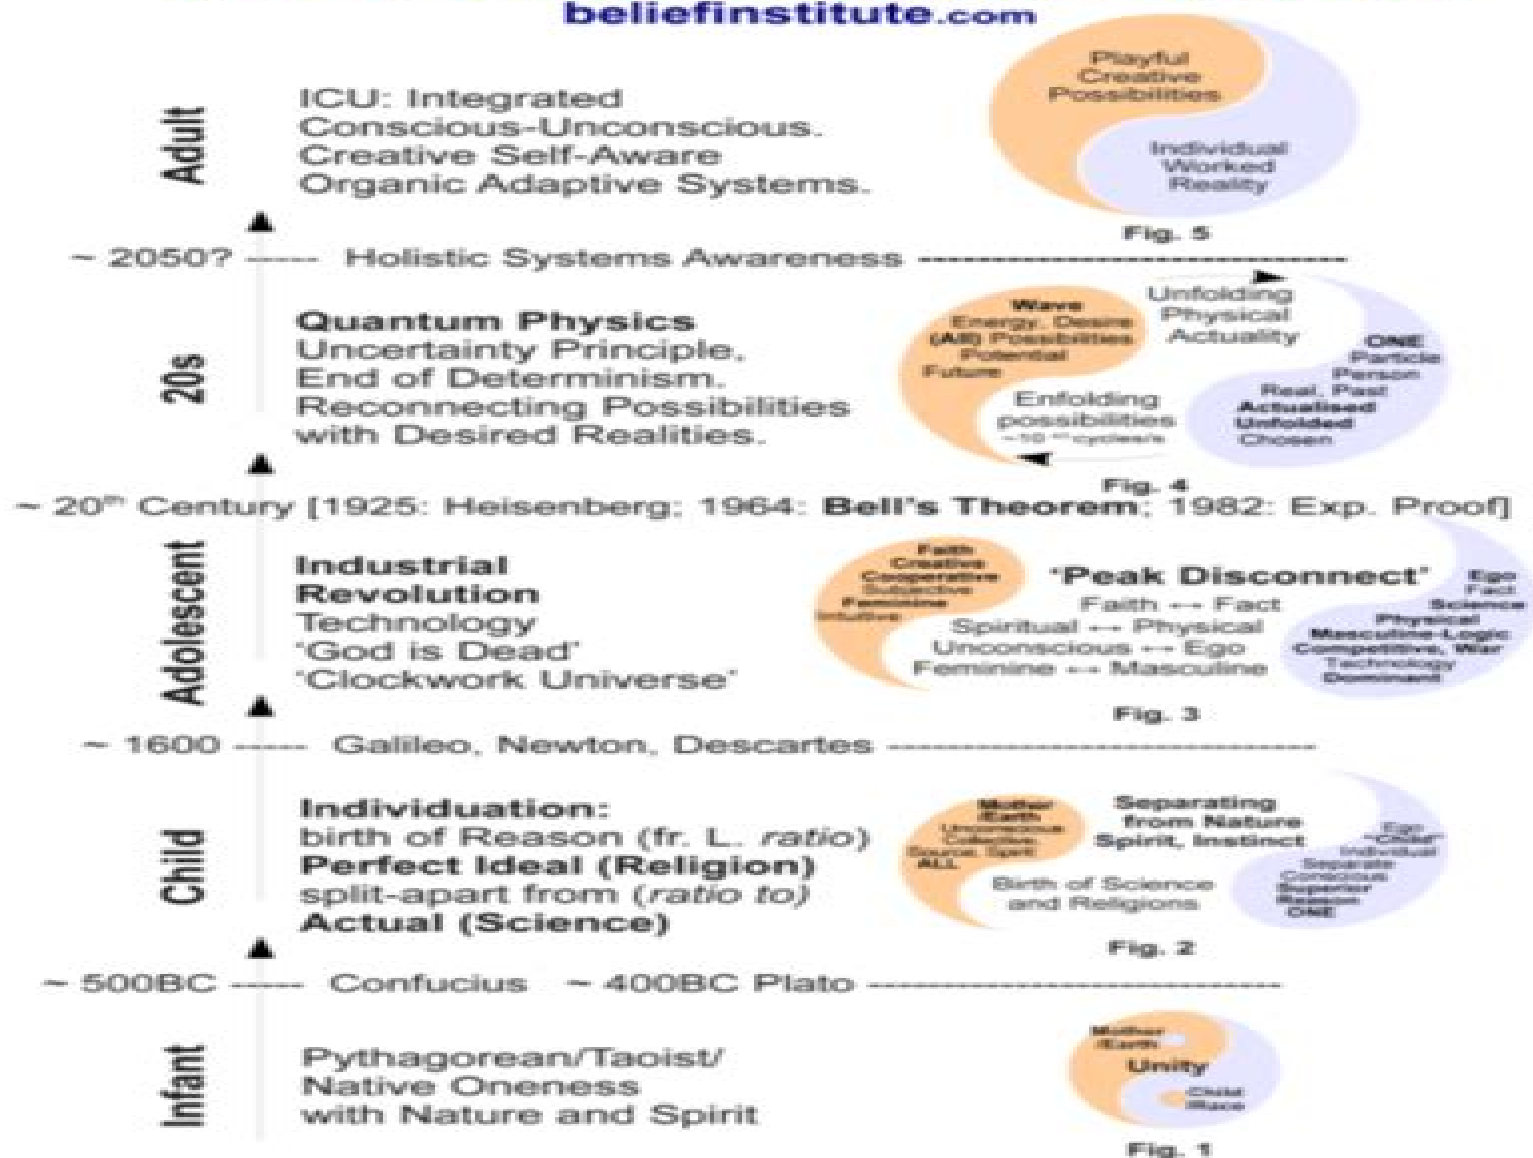 beliefinstitute.com
Playful
Creative
Possibilities
Adult
ICU: Integrated
Conscious-Unconscious.
Creative Self-Aware
Organic Adaptive Systems.
Individual
Worked
Reality
Fig. 5
~ 2050? ----- Holistic Systems Awareness
20s
Quantum Physics
Uncertainty Principle,
End of Determinism.
Reconnecting Possibilities
with Desired Realities.
Wave
Energy, Desire
(All) Possibilities
Potential
Future
Unfolding
Physical
Actuality
Enfolding
possibilities
cycles/s
ONE
Particle
Person
Real, Past
Actualised
Unfolded
Chosen
Fig. 4
~ 20th Century [1925: Heisenberg; 1964: Bell's Theorem; 1982: Exp. Proof]
Adolescent
Industrial
Revolution
Technology
'God is Dead'
'Clockwork Universe'
Faith
Creative
Cooperative
Subjective
Feminine
Intuitive
'Peak Disconnect'
Faith ↔ Fact
Spiritual ↔ Physical
Unconscious ↔ Ego
Feminine ↔ Masculine
Ego
Fact
Science
Physical
Masculine-Logic
Competitive, War
Technology
Dominant
Fig. 3
~ 1600 ----- Galileo, Newton, Descartes
Child
Individuation:
birth of Reason (fr. L. ratio)
Perfect Ideal (Religion)
split-apart from (ratio to)
Actual (Science)
Mother
/Earth
Unconscious
Collective
Source, Spirit
ALL
Separating
from Nature
Spirit, Instinct
Birth of Science
and Religions
Ego
"Child"
Individual
Separate
Conscious
Superior
Reason
ONE
Fig. 2
~ 500BC ----- Confucius ~ 400BC Plato
Infant
Pythagorean/Taoist/
Native Oneness
with Nature and Spirit
Mother
/Earth
Unity
Child
/Race
Fig. 1